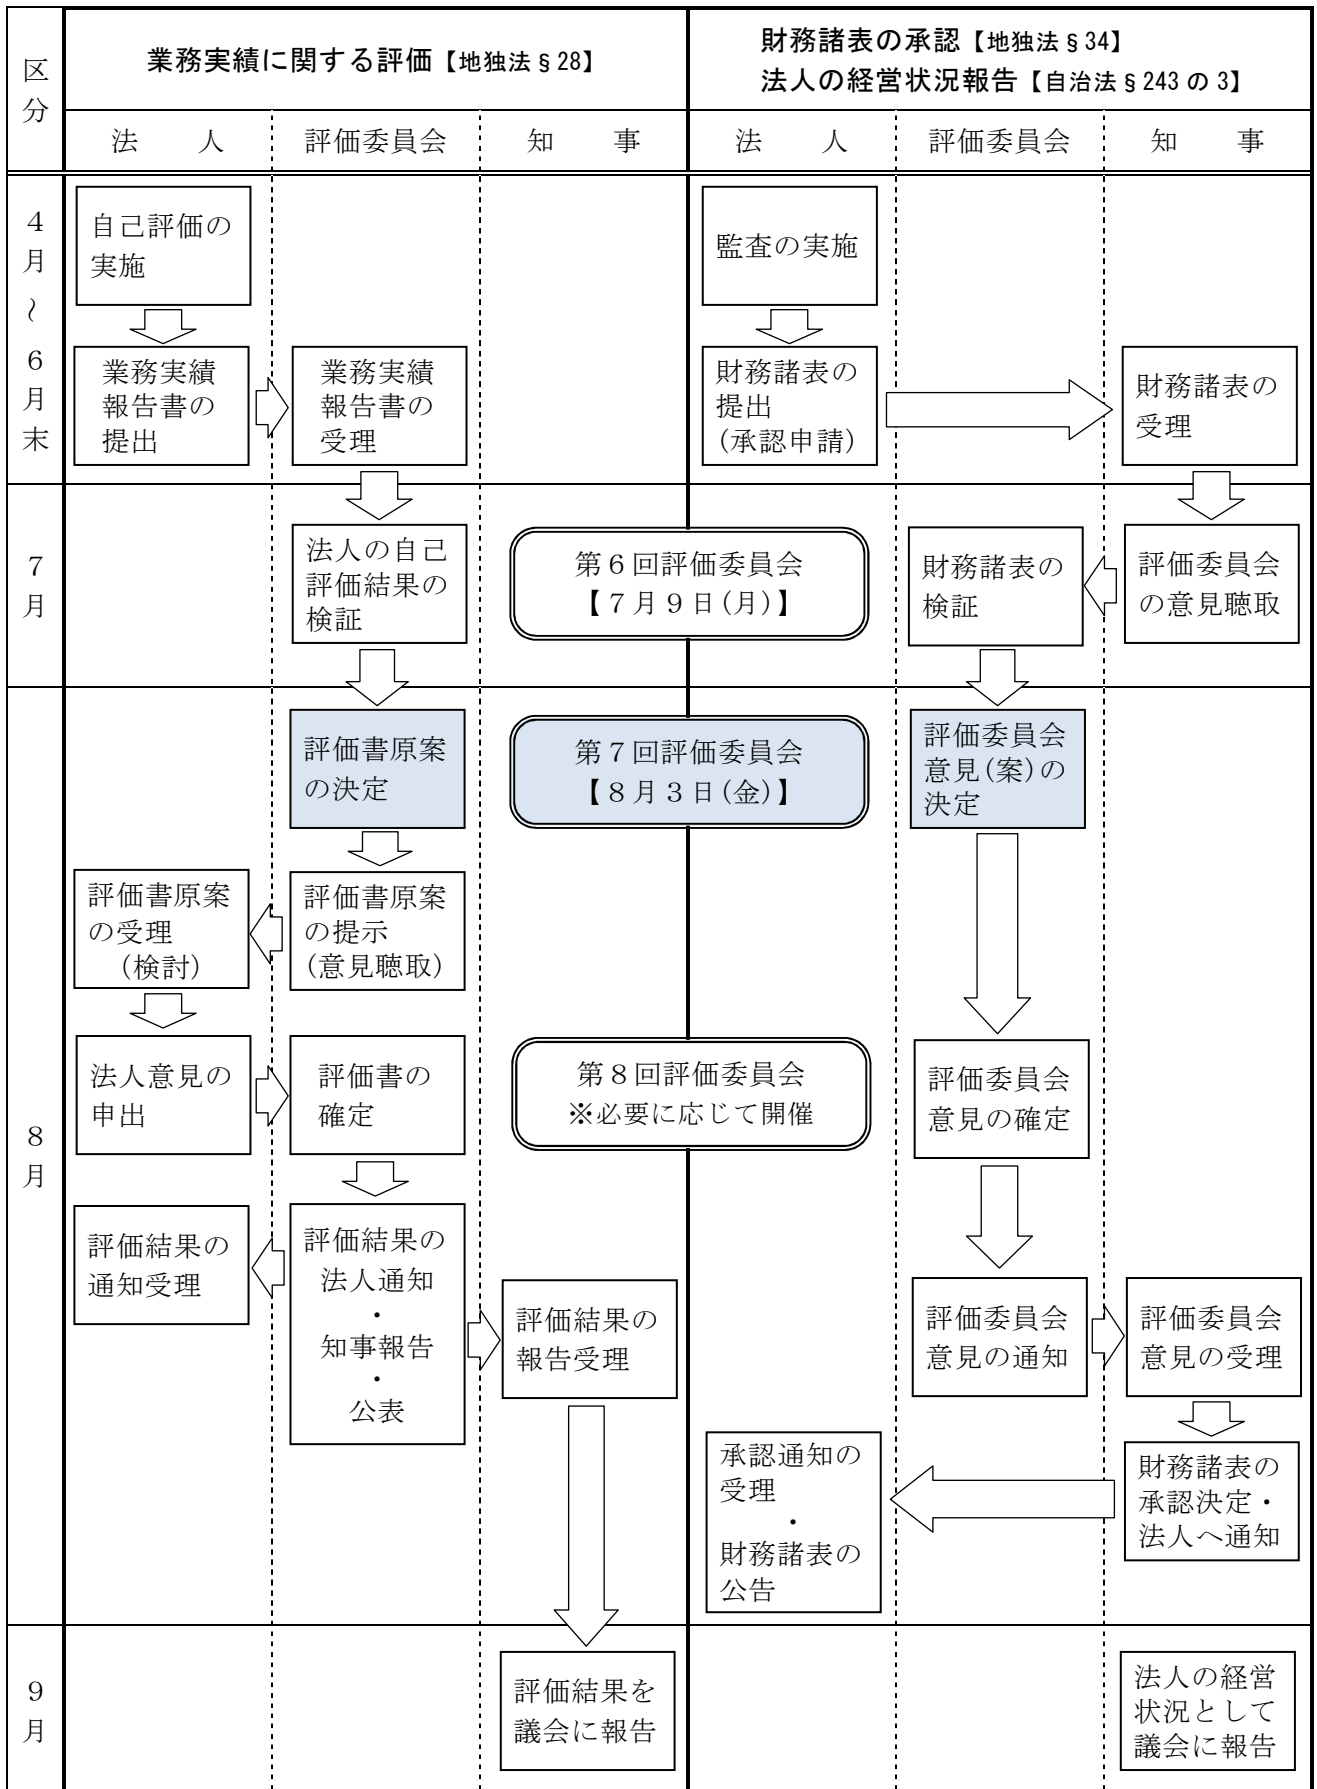 区分
業務実績に関する評価【地独法§28】
財務諸表の承認【地独法§34】
法人の経営状況報告【自治法§243の3】
法　人
評価委員会
知　事
法　人
評価委員会
知　事
4月～6月末
自己評価の
実施
監査の実施
業務実績
報告書の
提出
業務実績
報告書の
受理
財務諸表の
提出
(承認申請)
財務諸表の
受理
7月
法人の自己
評価結果の
検証
第６回評価委員会
【７月９日(月)】
財務諸表の
検証
評価委員会
の意見聴取
8月
評価書原案
の決定
第７回評価委員会
【８月３日(金)】
評価委員会
意見(案)の
決定
評価書原案
の受理
(検討)
評価書原案
の提示
(意見聴取)
法人意見の
申出
評価書の
確定
第８回評価委員会
※必要に応じて開催
評価委員会
意見の確定
評価結果の
通知受理
評価結果の
法人通知
・
知事報告
・
公表
評価結果の
報告受理
評価委員会
意見の通知
評価委員会
意見の受理
承認通知の
受理
・
財務諸表の
公告
財務諸表の
承認決定・
法人へ通知
9月
評価結果を
議会に報告
法人の経営
状況として
議会に報告